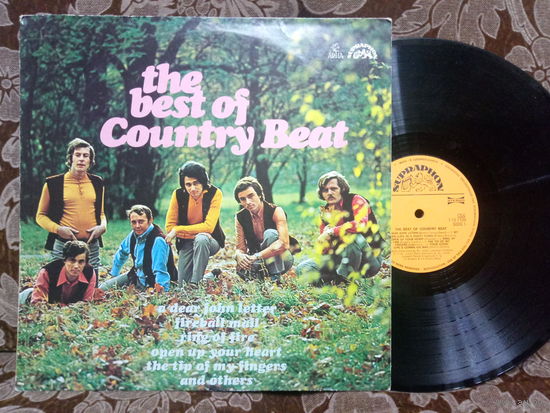 the
best of
Country Beat
SUPRAPHON
a dear john letter
fireball mail
ring of fire
open up your heart
the tip of my fingers
and others
SUPRAPHON
THE BEST OF COUNTRY BEAT